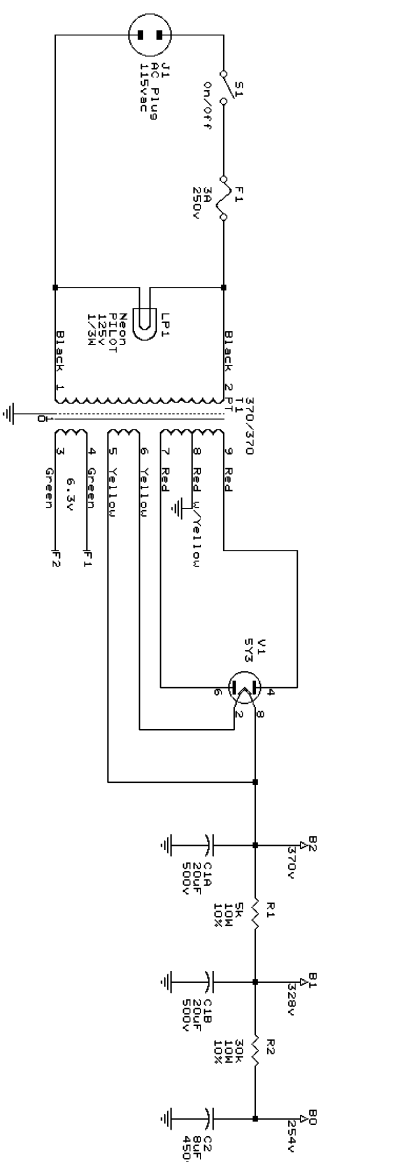 J1
AC Plug
115vac
S1
On/Off
F1
3A
250v
LP1
Neon
PILOT
125v
1/3W
Black 1
Black 2
370/370
T1
PT
0
3
Green
F2
6.3v
4 Green
F1
5 Yellow
6 Yellow
7 Red
8 Red w/Yellow
9 Red
V1
5Y3
4
6
2
8
B2
370v
C1A
20uF
500v
R1
5k
10W
10%
B1
328v
C1B
20uF
500v
R2
30k
10W
10%
B0
254v
C2
8uF
450